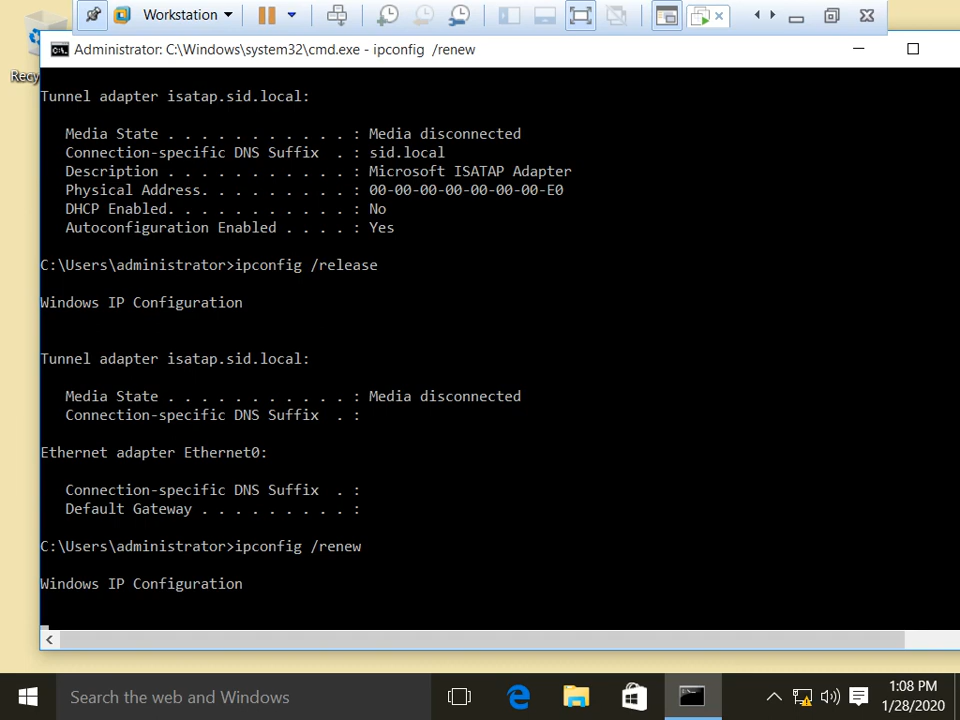 Workstation
Administrator: C:\Windows\system32\cmd.exe - ipconfig /renew
Recy
Tunnel adapter isatap.sid.local:
Media State . . . . . . . . . . . : Media disconnected
Connection-specific DNS Suffix . : sid.local
Description . . . . . . . . . . . : Microsoft ISATAP Adapter
Physical Address. . . . . . . . . : 00-00-00-00-00-00-00-E0
DHCP Enabled. . . . . . . . . . . : No
Autoconfiguration Enabled . . . . : Yes
C:\Users\administrator>ipconfig /release
Windows IP Configuration
Tunnel adapter isatap.sid.local:
Media State . . . . . . . . . . . : Media disconnected
Connection-specific DNS Suffix . :
Ethernet adapter Ethernet0:
Connection-specific DNS Suffix . :
Default Gateway . . . . . . . . . :
C:\Users\administrator>ipconfig /renew
Windows IP Configuration
Search the web and Windows
1:08 PM
1/28/2020